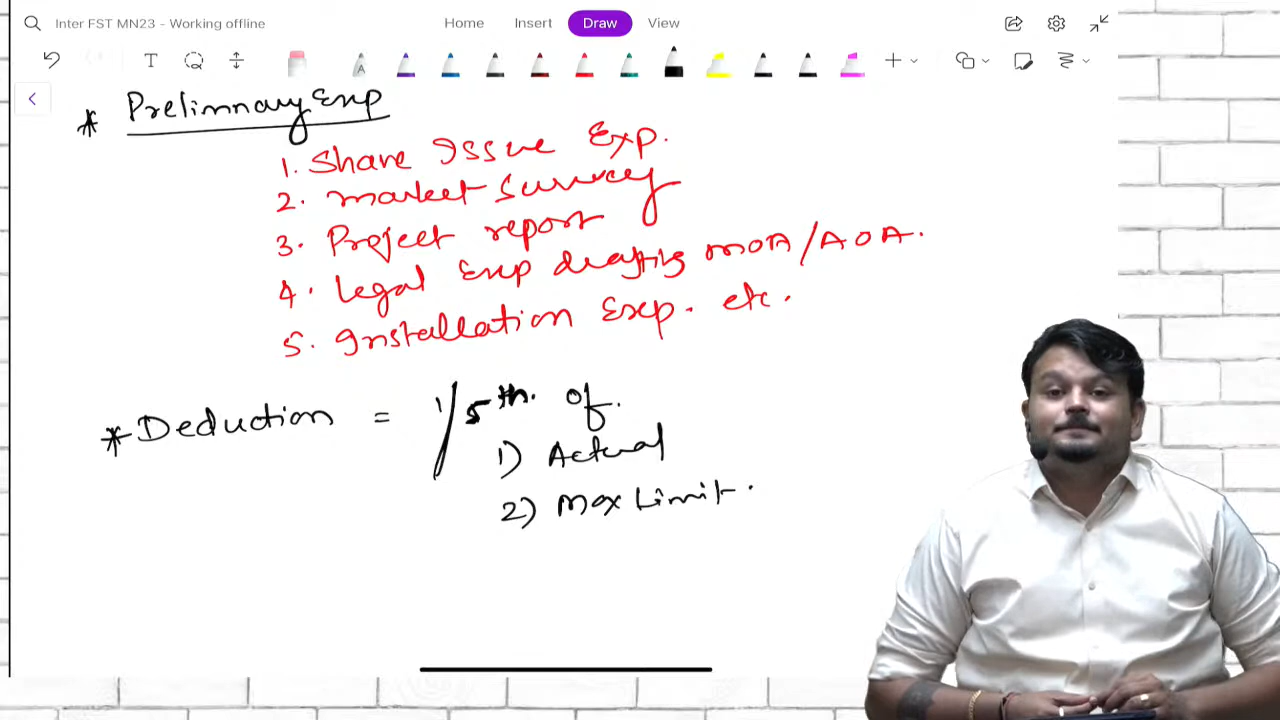 Inter FST MN23 - Working offline
Home Insert Draw View
T
A
* Prelimnary Exp
1. Share Issue Exp.
2. Market Survey
3. Project report
4. Legal Exp drafting MOA/AOA.
5. Installation Exp. etc.
* Deduction = 1/5th. of.
1) Actual
2) Max Limit.